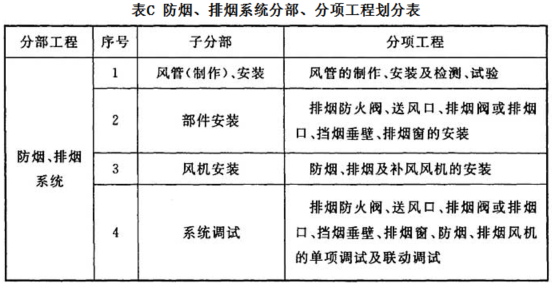 表C 防烟、排烟系统分部、分项工程划分表
分部工程 序号 子分部 分项工程
防烟、排烟
系统
1 风管(制作)、安装 风管的制作、安装及检测、试验
2 部件安装 排烟防火阀、送风口、排烟阀或排烟
口、挡烟垂壁、排烟窗的安装
3 风机安装 防烟、排烟及补风风机的安装
4 系统调试 排烟防火阀、送风口、排烟阀或排烟
口、挡烟垂壁、排烟窗、防烟、排烟风机
的单项调试及联动调试